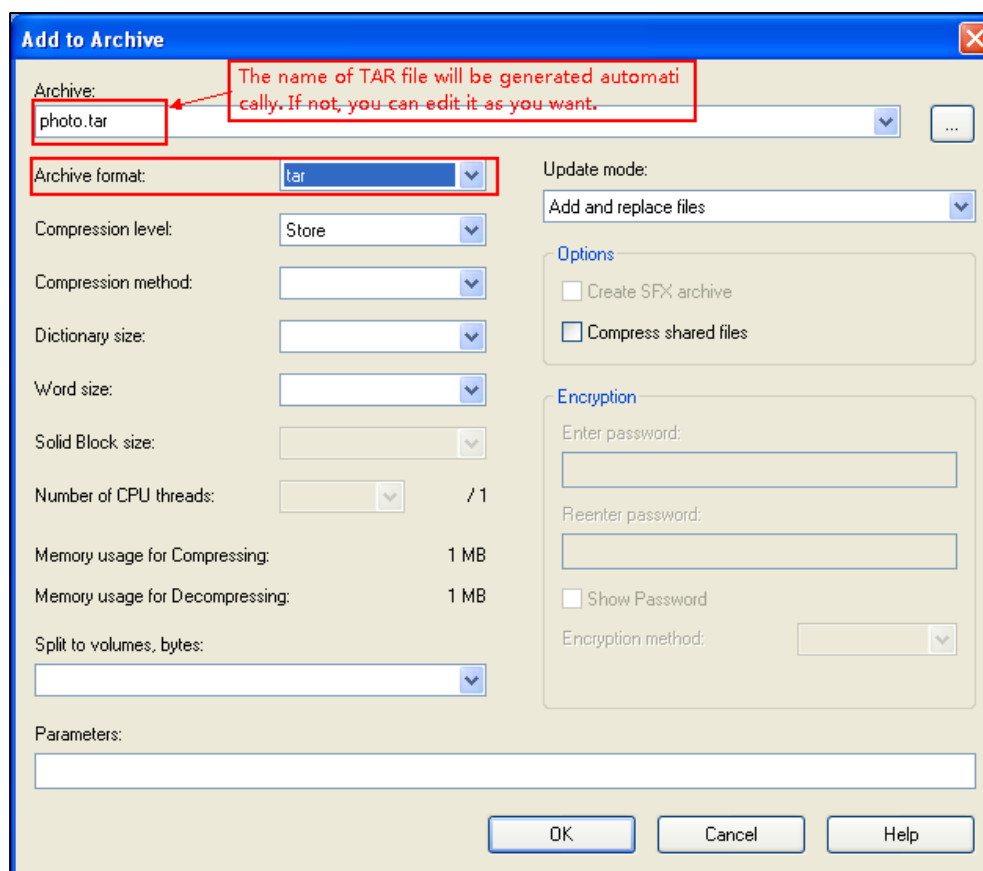 Add to Archive
The name of TAR file will be generated automati
cally. If not, you can edit it as you want.
Archive:
photo.tar
...
Archive format:
tar
Update mode:
Add and replace files
Compression level:
Store
Options
Compression method:
Create SFX archive
Dictionary size:
Compress shared files
Word size:
Encryption
Enter password:
Solid Block size:
Number of CPU threads:
/ 1
Reenter password:
Memory usage for Compressing:
1 MB
Memory usage for Decompressing:
1 MB
Show Password
Split to volumes, bytes:
Encryption method:
Parameters:
OK
Cancel
Help